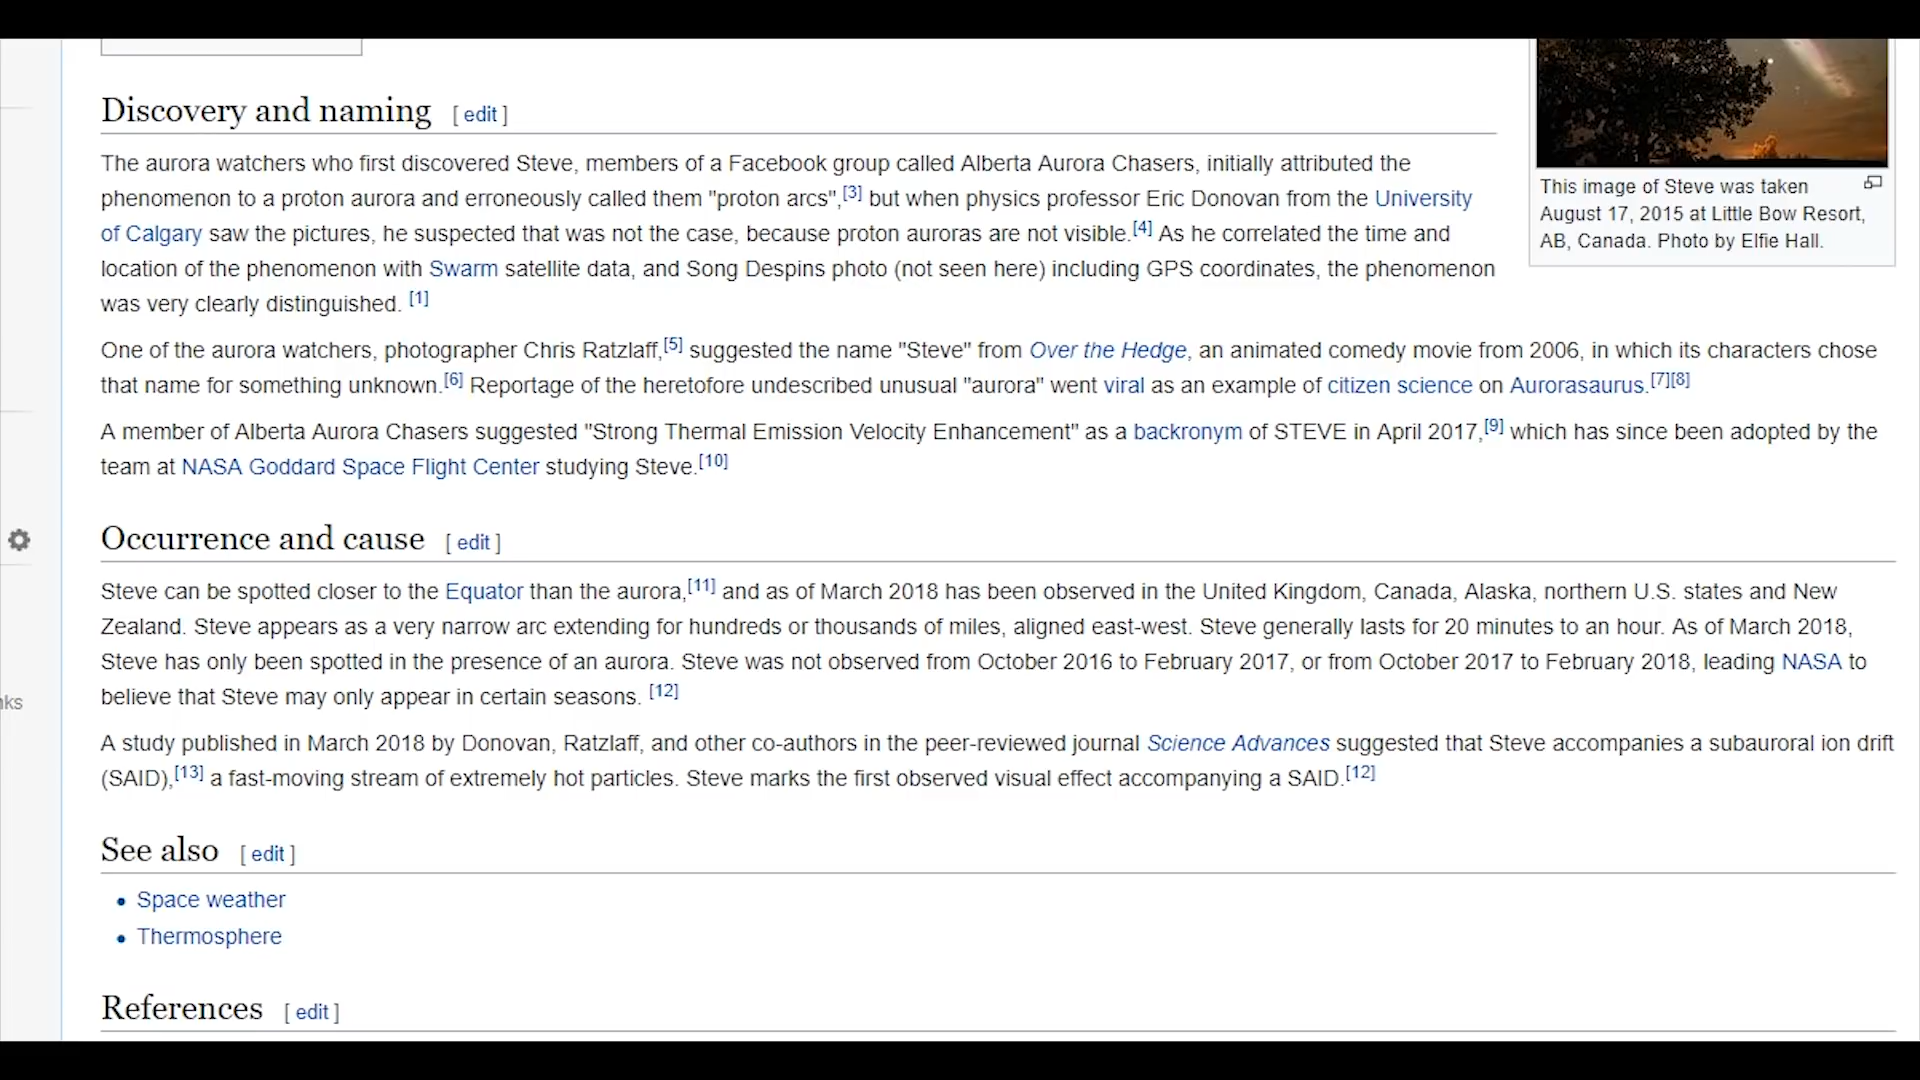 Discovery and naming [ edit ]
The aurora watchers who first discovered Steve, members of a Facebook group called Alberta Aurora Chasers, initially attributed the
phenomenon to a proton aurora and erroneously called them "proton arcs",[3] but when physics professor Eric Donovan from the University
of Calgary saw the pictures, he suspected that was not the case, because proton auroras are not visible.[4] As he correlated the time and
location of the phenomenon with Swarm satellite data, and Song Despins photo (not seen here) including GPS coordinates, the phenomenon
was very clearly distinguished. [1]
This image of Steve was taken
August 17, 2015 at Little Bow Resort,
AB, Canada. Photo by Elfie Hall.
One of the aurora watchers, photographer Chris Ratzlaff,[5] suggested the name "Steve" from Over the Hedge, an animated comedy movie from 2006, in which its characters chose
that name for something unknown.[6] Reportage of the heretofore undescribed unusual "aurora" went viral as an example of citizen science on Aurorasaurus.[7][8]
A member of Alberta Aurora Chasers suggested "Strong Thermal Emission Velocity Enhancement" as a backronym of STEVE in April 2017,[9] which has since been adopted by the
team at NASA Goddard Space Flight Center studying Steve.[10]
Occurrence and cause [ edit ]
Steve can be spotted closer to the Equator than the aurora,[11] and as of March 2018 has been observed in the United Kingdom, Canada, Alaska, northern U.S. states and New
Zealand. Steve appears as a very narrow arc extending for hundreds or thousands of miles, aligned east-west. Steve generally lasts for 20 minutes to an hour. As of March 2018,
Steve has only been spotted in the presence of an aurora. Steve was not observed from October 2016 to February 2017, or from October 2017 to February 2018, leading NASA to
believe that Steve may only appear in certain seasons. [12]
nks
A study published in March 2018 by Donovan, Ratzlaff, and other co-authors in the peer-reviewed journal Science Advances suggested that Steve accompanies a subauroral ion drift
(SAID),[13] a fast-moving stream of extremely hot particles. Steve marks the first observed visual effect accompanying a SAID.[12]
See also [ edit ]
Space weather
Thermosphere
References [ edit ]